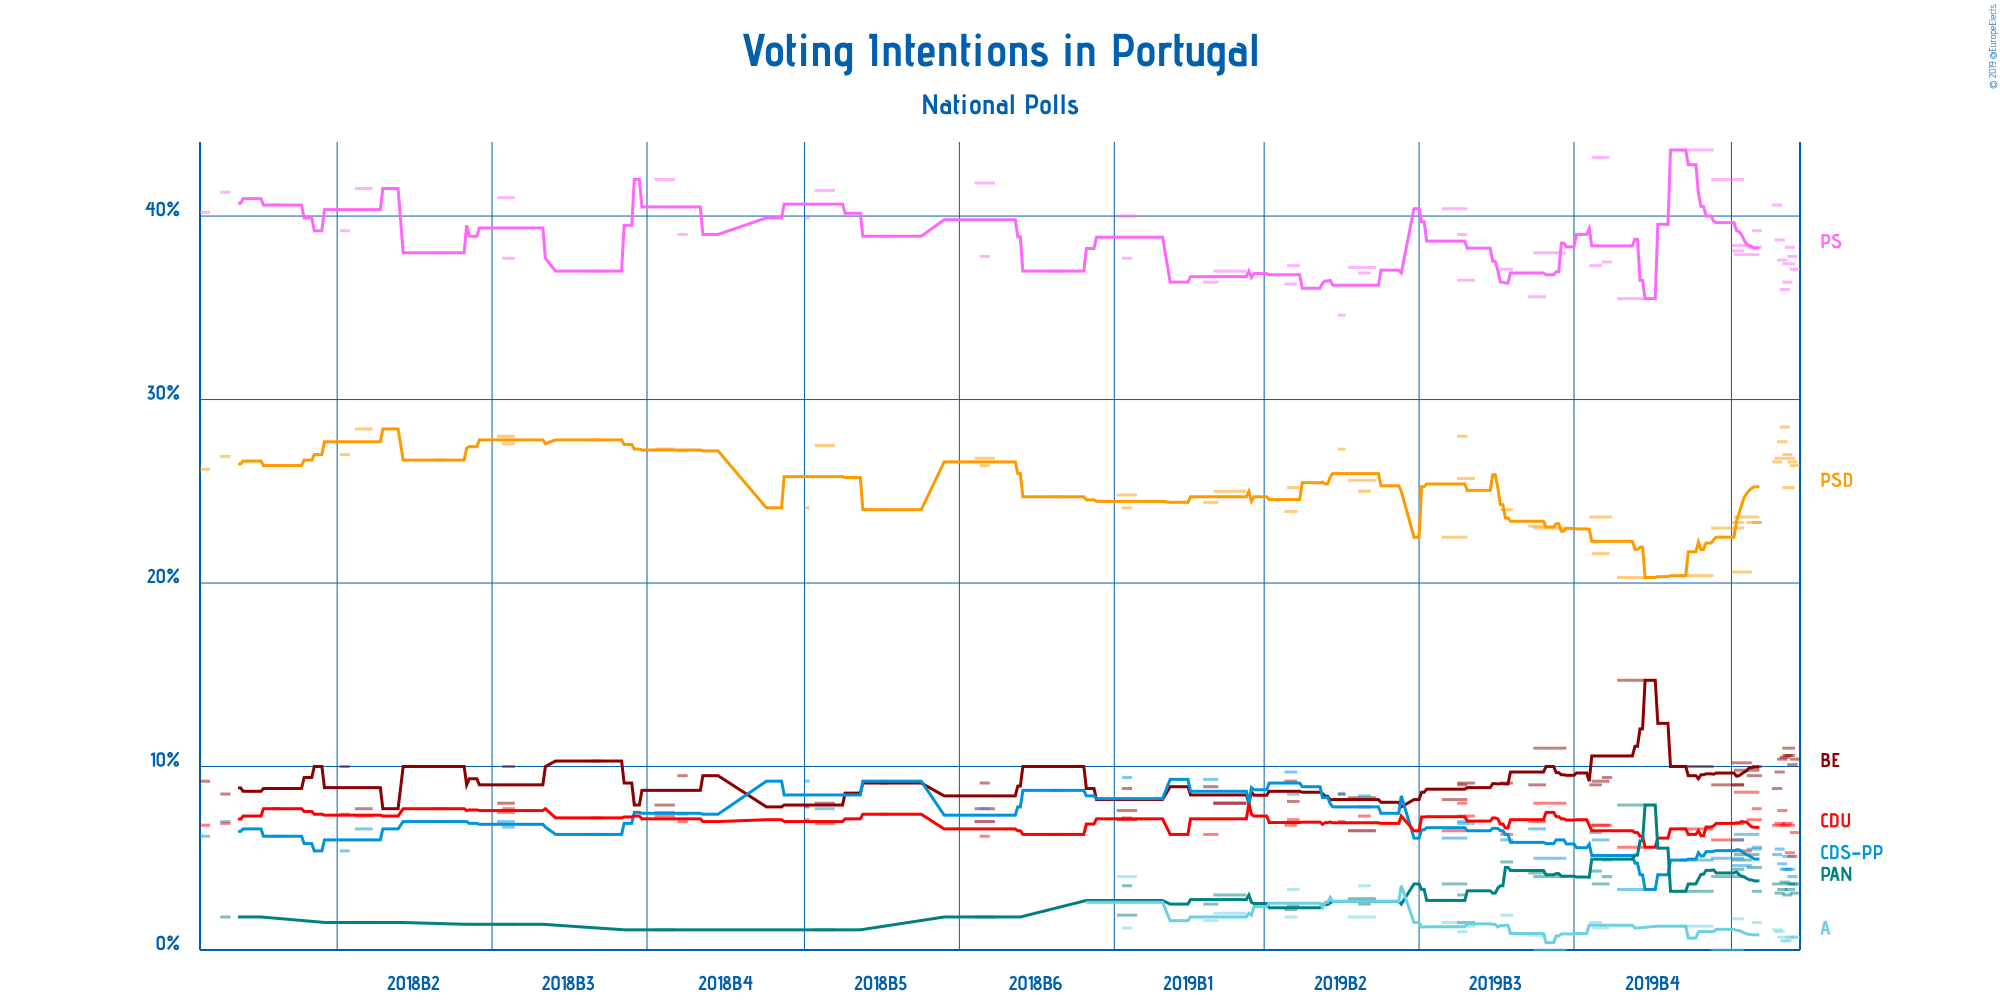 Voting Intentions in Portugal
National Polls
© 2019 @EuropeElects
40%
30%
20%
10%
0%
PS
PSD
BE
CDU
CDS-PP
PAN
A
2018B2 2018B3 2018B4 2018B5 2018B6 2019B1 2019B2 2019B3 2019B4